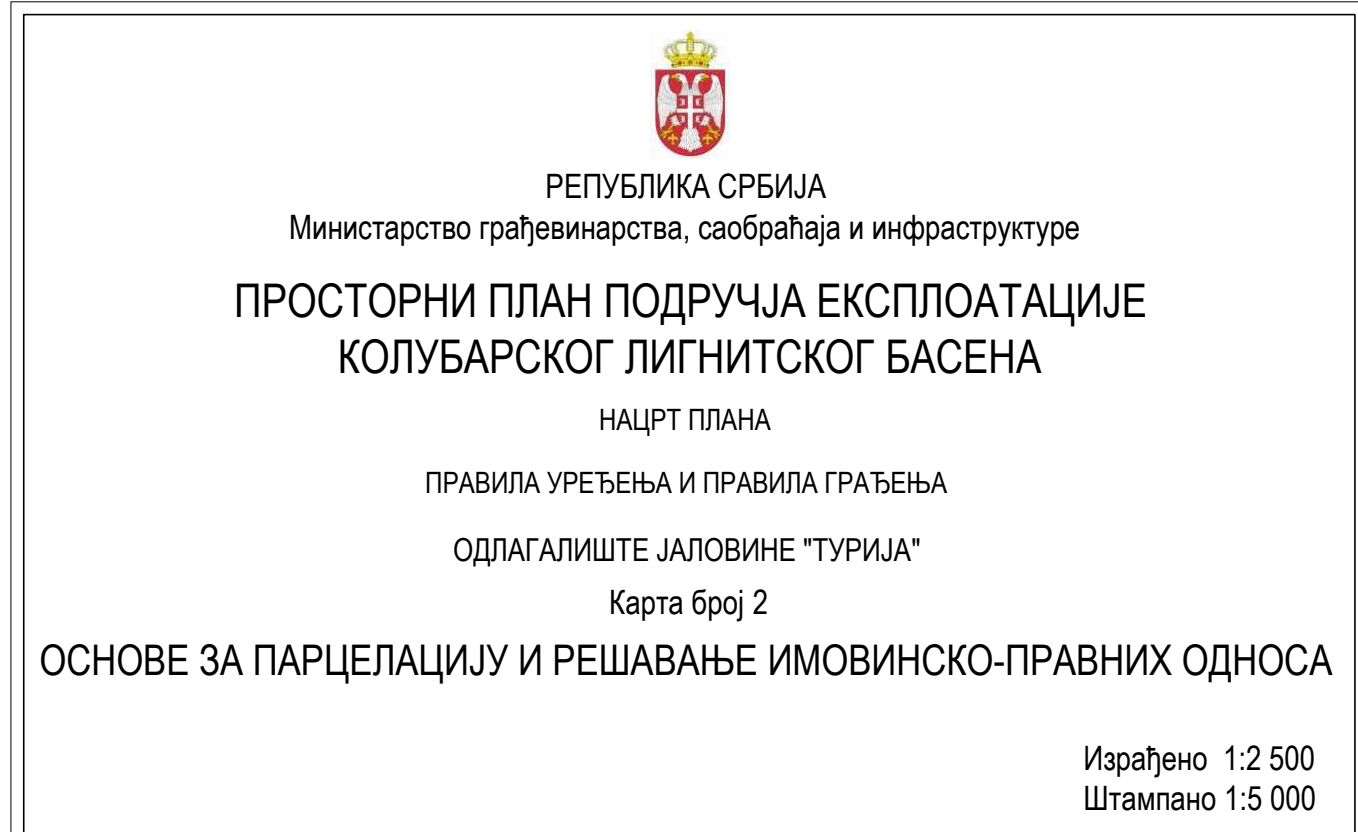 РЕПУБЛИКА СРБИЈА
Министарство грађевинарства, саобраћаја и инфраструктуре
ПРОСТОРНИ ПЛАН ПОДРУЧЈА ЕКСПЛОАТАЦИЈЕ
КОЛУБАРСКОГ ЛИГНИТСКОГ БАСЕНА
НАЦРТ ПЛАНА
ПРАВИЛА УРЕЂЕЊА И ПРАВИЛА ГРАЂЕЊА
ОДЛАГАЛИШТЕ ЈАЛОВИНЕ "ТУРИЈА"
Карта број 2
ОСНОВЕ ЗА ПАРЦЕЛАЦИЈУ И РЕШАВАЊЕ ИМОВИНСКО-ПРАВНИХ ОДНОСА
Израђено 1:2 500
Штампано 1:5 000